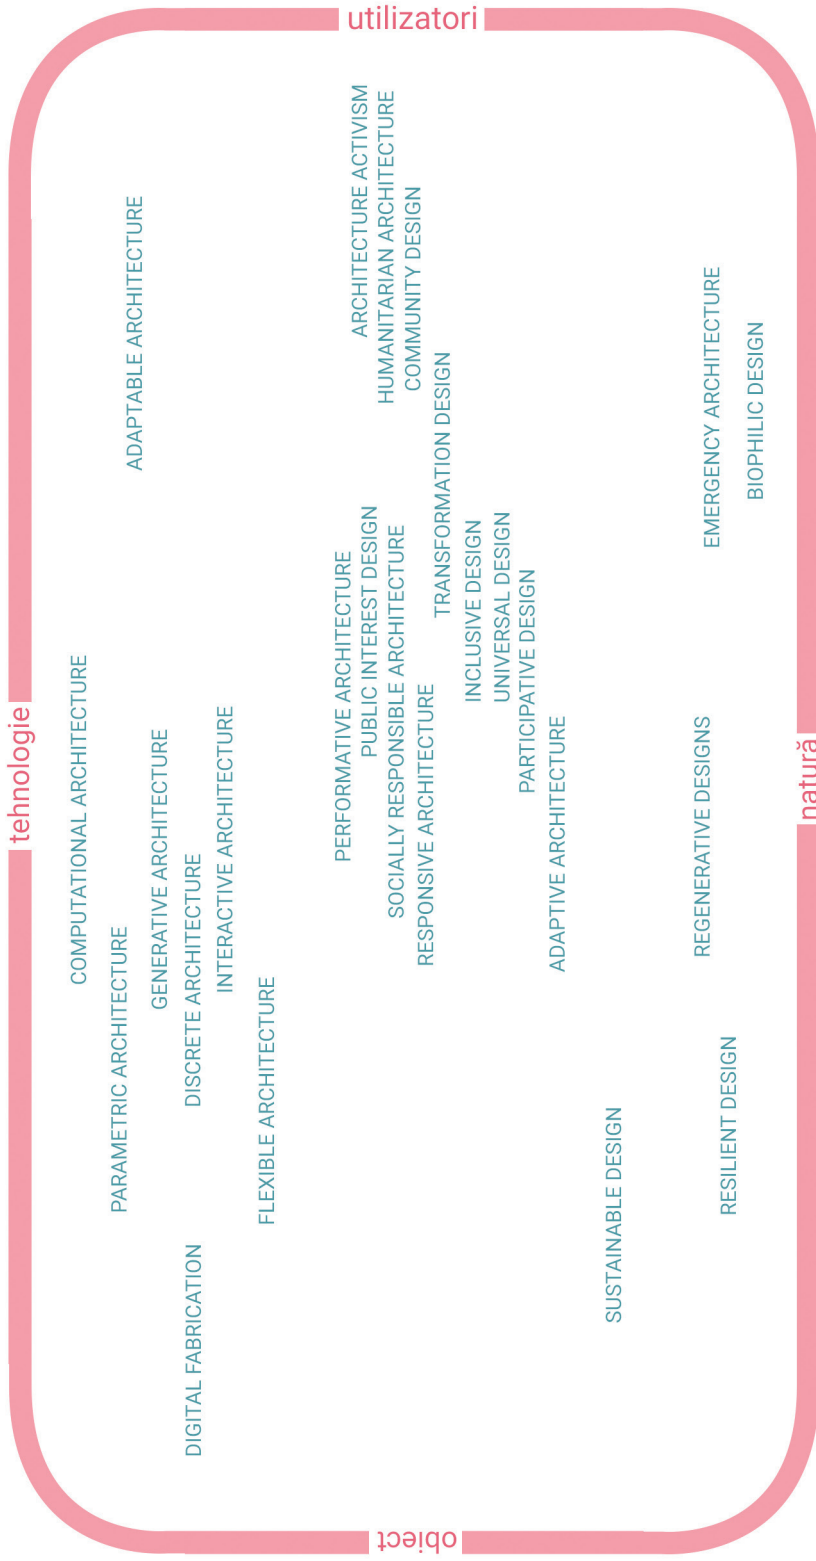 utilizatori
tehnologie
natură
obiect
COMPUTATIONAL ARCHITECTURE
PARAMETRIC ARCHITECTURE
ADAPTABLE ARCHITECTURE
GENERATIVE ARCHITECTURE
DISCRETE ARCHITECTURE
DIGITAL FABRICATION
INTERACTIVE ARCHITECTURE
FLEXIBLE ARCHITECTURE
PERFORMATIVE ARCHITECTURE
ARCHITECTURE ACTIVISM
PUBLIC INTEREST DESIGN
HUMANITARIAN ARCHITECTURE
SOCIALLY RESPONSIBLE ARCHITECTURE
COMMUNITY DESIGN
RESPONSIVE ARCHITECTURE
TRANSFORMATION DESIGN
INCLUSIVE DESIGN
UNIVERSAL DESIGN
PARTICIPATIVE DESIGN
ADAPTIVE ARCHITECTURE
SUSTAINABLE DESIGN
REGENERATIVE DESIGNS
EMERGENCY ARCHITECTURE
RESILIENT DESIGN
BIOPHILIC DESIGN